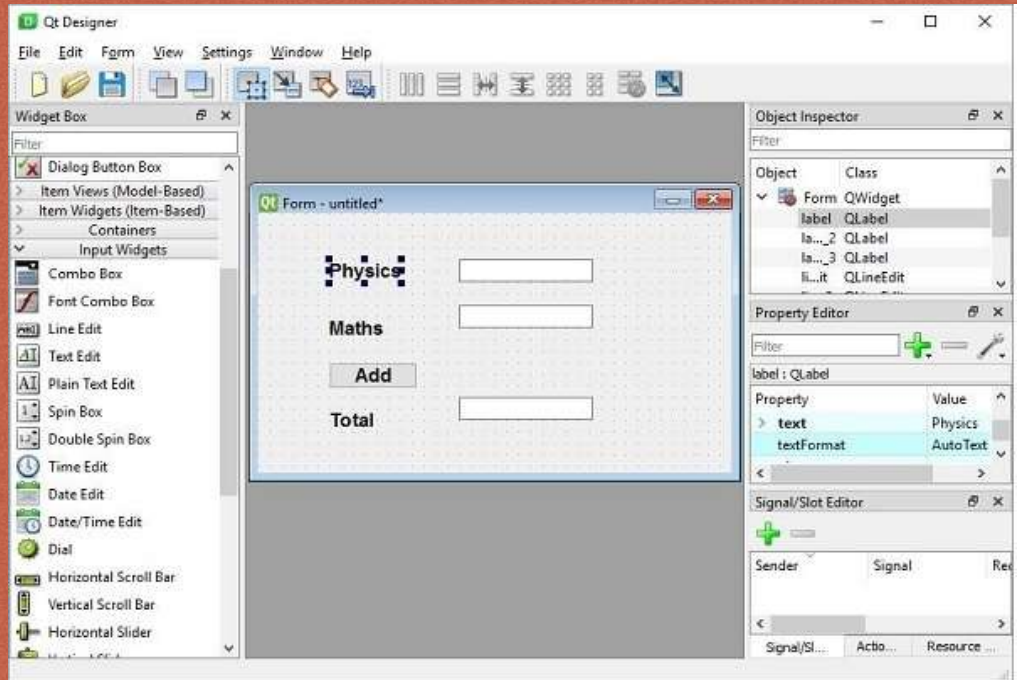 Qt Designer
File Edit Form View Settings Window Help
Widget Box
Filter
Dialog Button Box
Item Views (Model-Based)
Item Widgets (Item-Based)
Containers
Input Widgets
Combo Box
Font Combo Box
Line Edit
Text Edit
Plain Text Edit
Spin Box
Double Spin Box
Time Edit
Date Edit
Date/Time Edit
Dial
Horizontal Scroll Bar
Vertical Scroll Bar
Horizontal Slider
Qt Form - untitled*
Physics
Maths
Add
Total
Object Inspector
Filter
Object Class
Form QWidget
label QLabel
la..._2 QLabel
la..._3 QLabel
li...it QLineEdit
Property Editor
Filter
label : QLabel
Property Value
text Physics
textFormat AutoText
Signal/Slot Editor
Sender Signal Rec
Signal/Sl... Actio... Resource ...